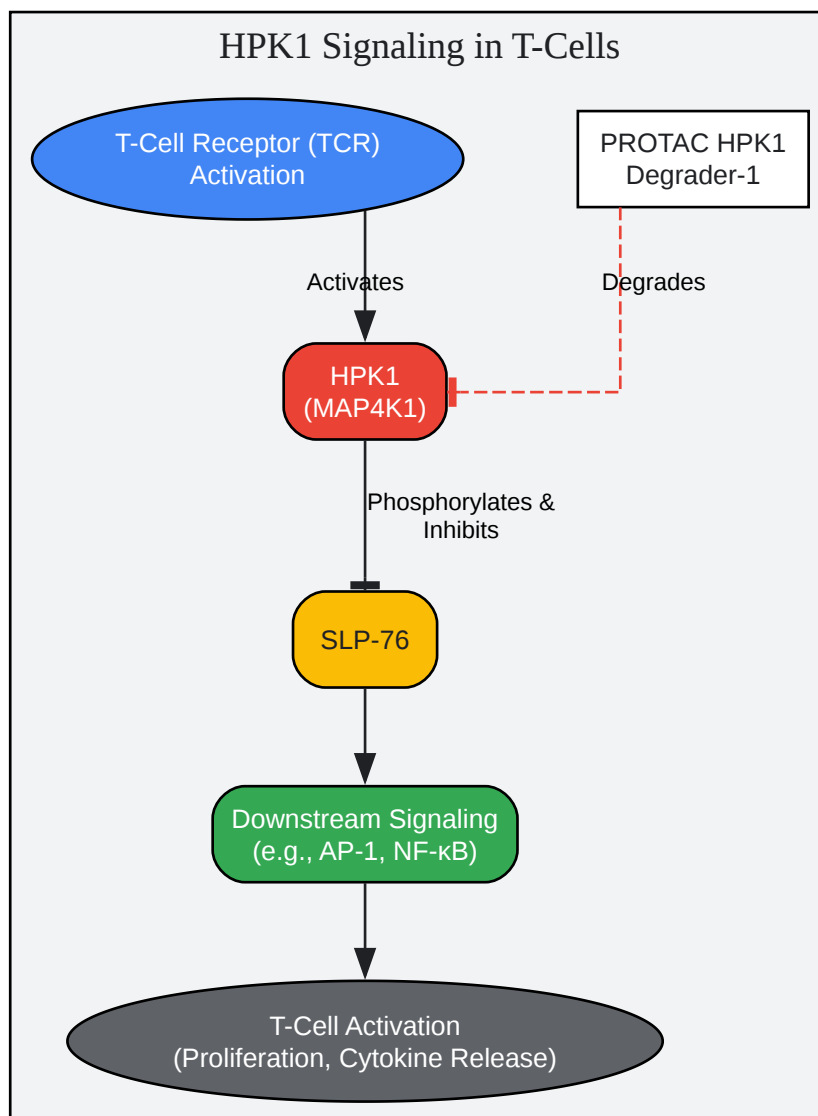 HPK1 Signaling in T-Cells
T-Cell Receptor (TCR)
Activation
PROTAC HPK1
Degrader-1
Activates
Degrades
HPK1
(MAP4K1)
Phosphorylates &
Inhibits
SLP-76
Downstream Signaling
(e.g., AP-1, NF-κB)
T-Cell Activation
(Proliferation, Cytokine Release)